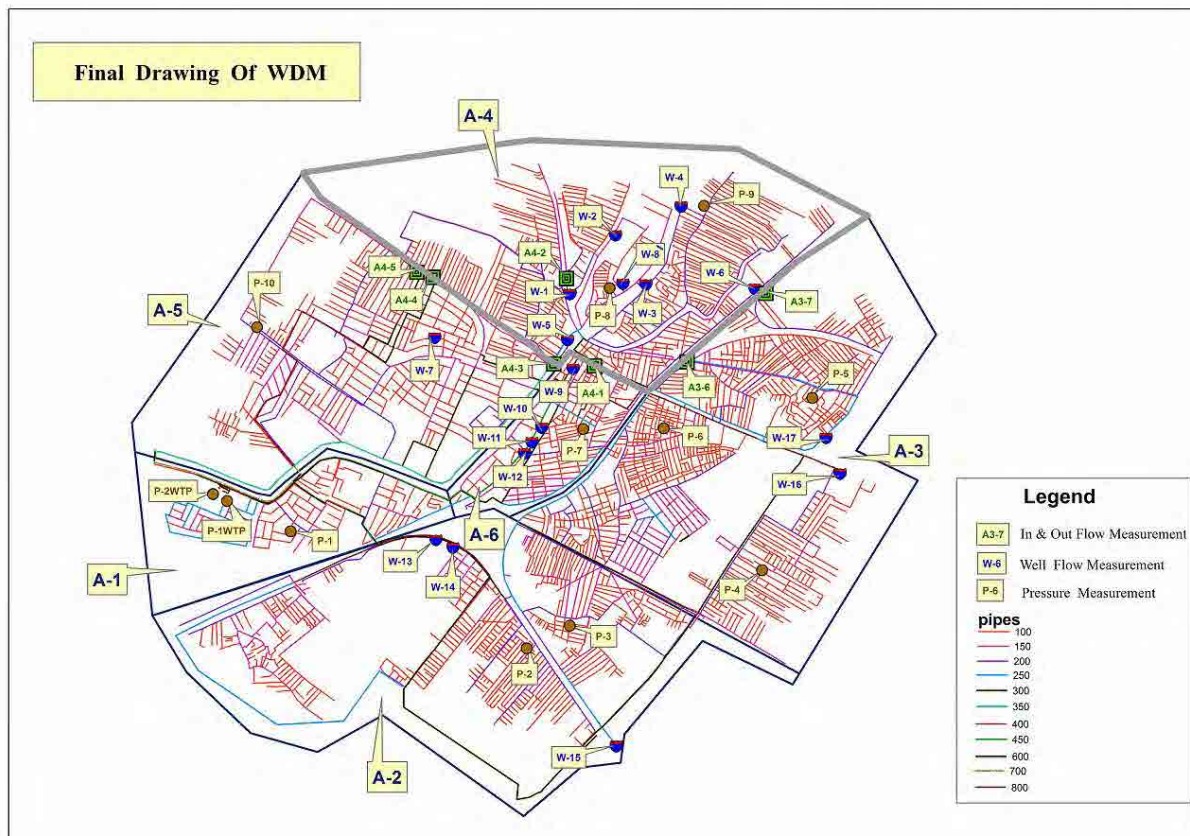 Final Drawing Of WDM
A-4
W-4
P-9
W-2
A4-2
W-8
A4-5
W-6
P-10
A4-4
W-1
A3-7
A-5
P-8
W-3
W-5
W-7
A4-3
W-9
A4-1
A3-6
P-5
W-10
W-11
P-7
P-6
W-17
A-3
W-12
W-16
P-2WTP
P-1WTP
P-1
A-6
W-13
W-14
A-1
P-4
P-3
P-2
W-15
A-2
Legend
A3-7 In & Out Flow Measurement
W-6 Well Flow Measurement
P-6 Pressure Measurement
pipes
100
150
200
250
300
350
400
450
600
700
800